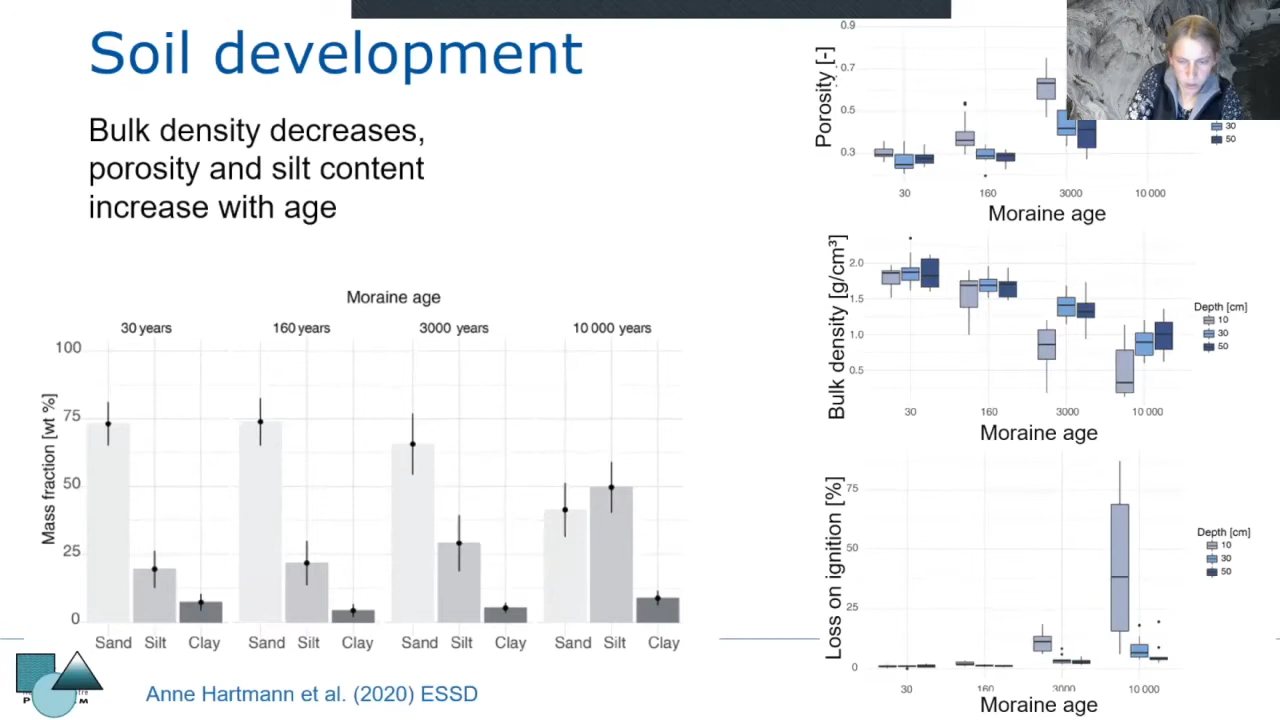 Soil development
Bulk density decreases,
porosity and silt content
increase with age
Moraine age
30 years 160 years 3000 years 10 000 years
Mass fraction [wt %]
100
75
50
25
0
Sand Silt Clay Sand Silt Clay Sand Silt Clay Sand Silt Clay
Anne Hartmann et al. (2020) ESSD
Porosity [-]
0.9
0.7
0.5
0.3
30 160 3000 10 000
Moraine age
30
50
Bulk density [g/cm³]
2.0
1.5
1.0
0.5
30 160 3000 10 000
Moraine age
Depth [cm]
10
30
50
Loss on ignition [%]
75
50
25
0
30 160 3000 10 000
Moraine age
Depth [cm]
10
30
50